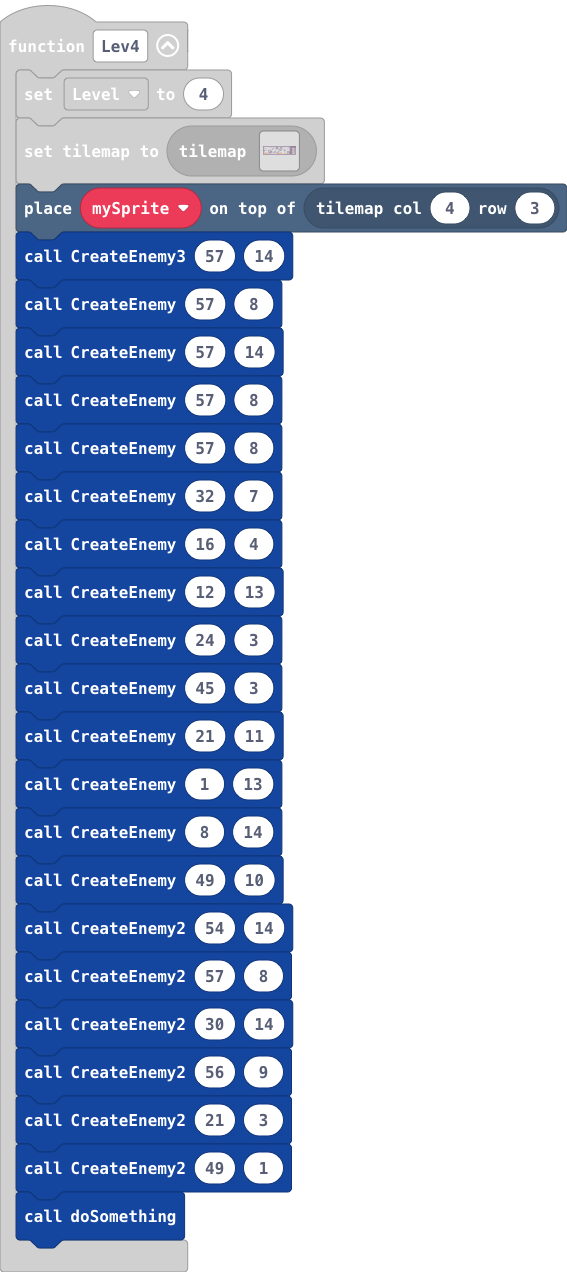 function Lev4
set Level to 4
set tilemap to tilemap
place mySprite on top of tilemap col 4 row 3
call CreateEnemy3 57 14
call CreateEnemy 57 8
call CreateEnemy 57 14
call CreateEnemy 57 8
call CreateEnemy 57 8
call CreateEnemy 32 7
call CreateEnemy 16 4
call CreateEnemy 12 13
call CreateEnemy 24 3
call CreateEnemy 45 3
call CreateEnemy 21 11
call CreateEnemy 1 13
call CreateEnemy 8 14
call CreateEnemy 49 10
call CreateEnemy2 54 14
call CreateEnemy2 57 8
call CreateEnemy2 30 14
call CreateEnemy2 56 9
call CreateEnemy2 21 3
call CreateEnemy2 49 1
call doSomething